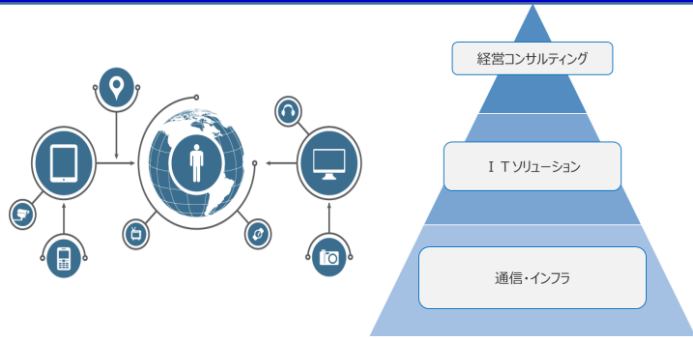 経営コンサルティング
ＩＴソリューション
通信・インフラ